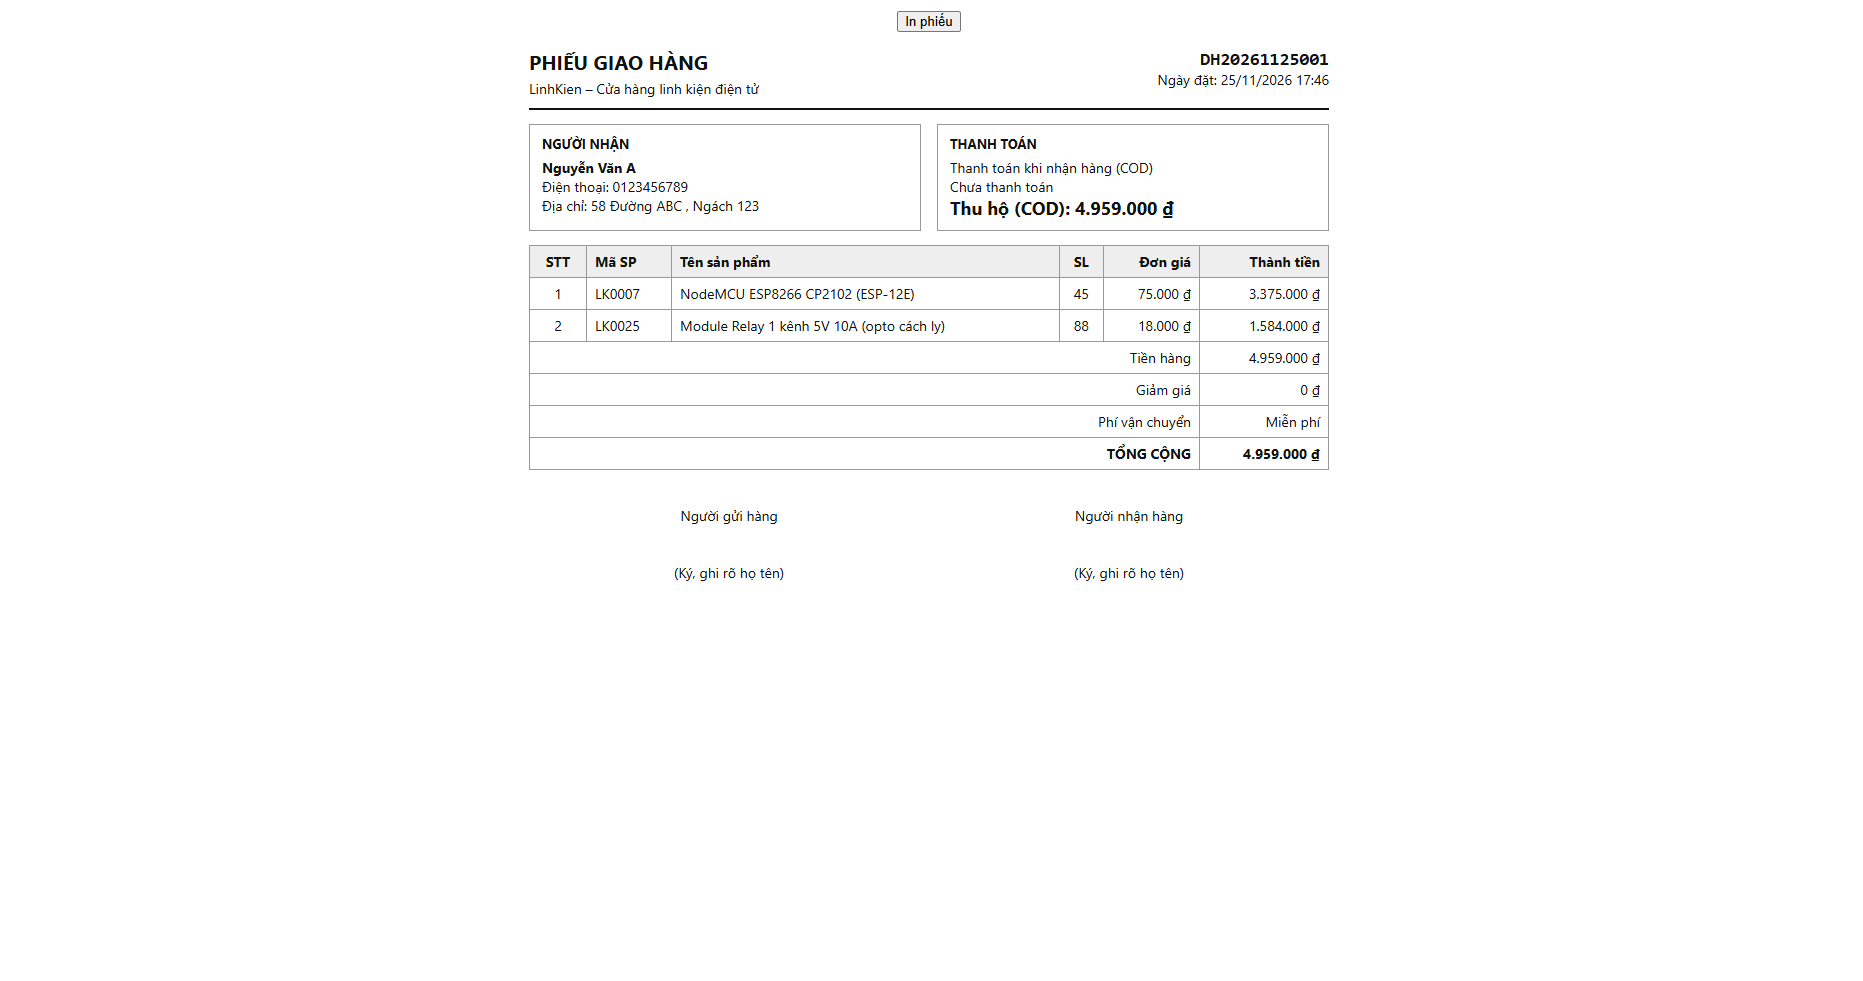 In phiếu
PHIẾU GIAO HÀNG
LinhKien – Cửa hàng linh kiện điện tử
DH20261125001
Ngày đặt: 25/11/2026 17:46
NGƯỜI NHẬN
Nguyễn Văn A
Điện thoại: 0123456789
Địa chỉ: 58 Đường ABC , Ngách 123
THANH TOÁN
Thanh toán khi nhận hàng (COD)
Chưa thanh toán
Thu hộ (COD): 4.959.000 ₫
STT Mã SP Tên sản phẩm SL Đơn giá Thành tiền
1 LK0007 NodeMCU ESP8266 CP2102 (ESP-12E) 45 75.000 ₫ 3.375.000 ₫
2 LK0025 Module Relay 1 kênh 5V 10A (opto cách ly) 88 18.000 ₫ 1.584.000 ₫
Tiền hàng 4.959.000 ₫
Giảm giá 0 ₫
Phí vận chuyển Miễn phí
TỔNG CỘNG 4.959.000 ₫
Người gửi hàng Người nhận hàng
(Ký, ghi rõ họ tên) (Ký, ghi rõ họ tên)